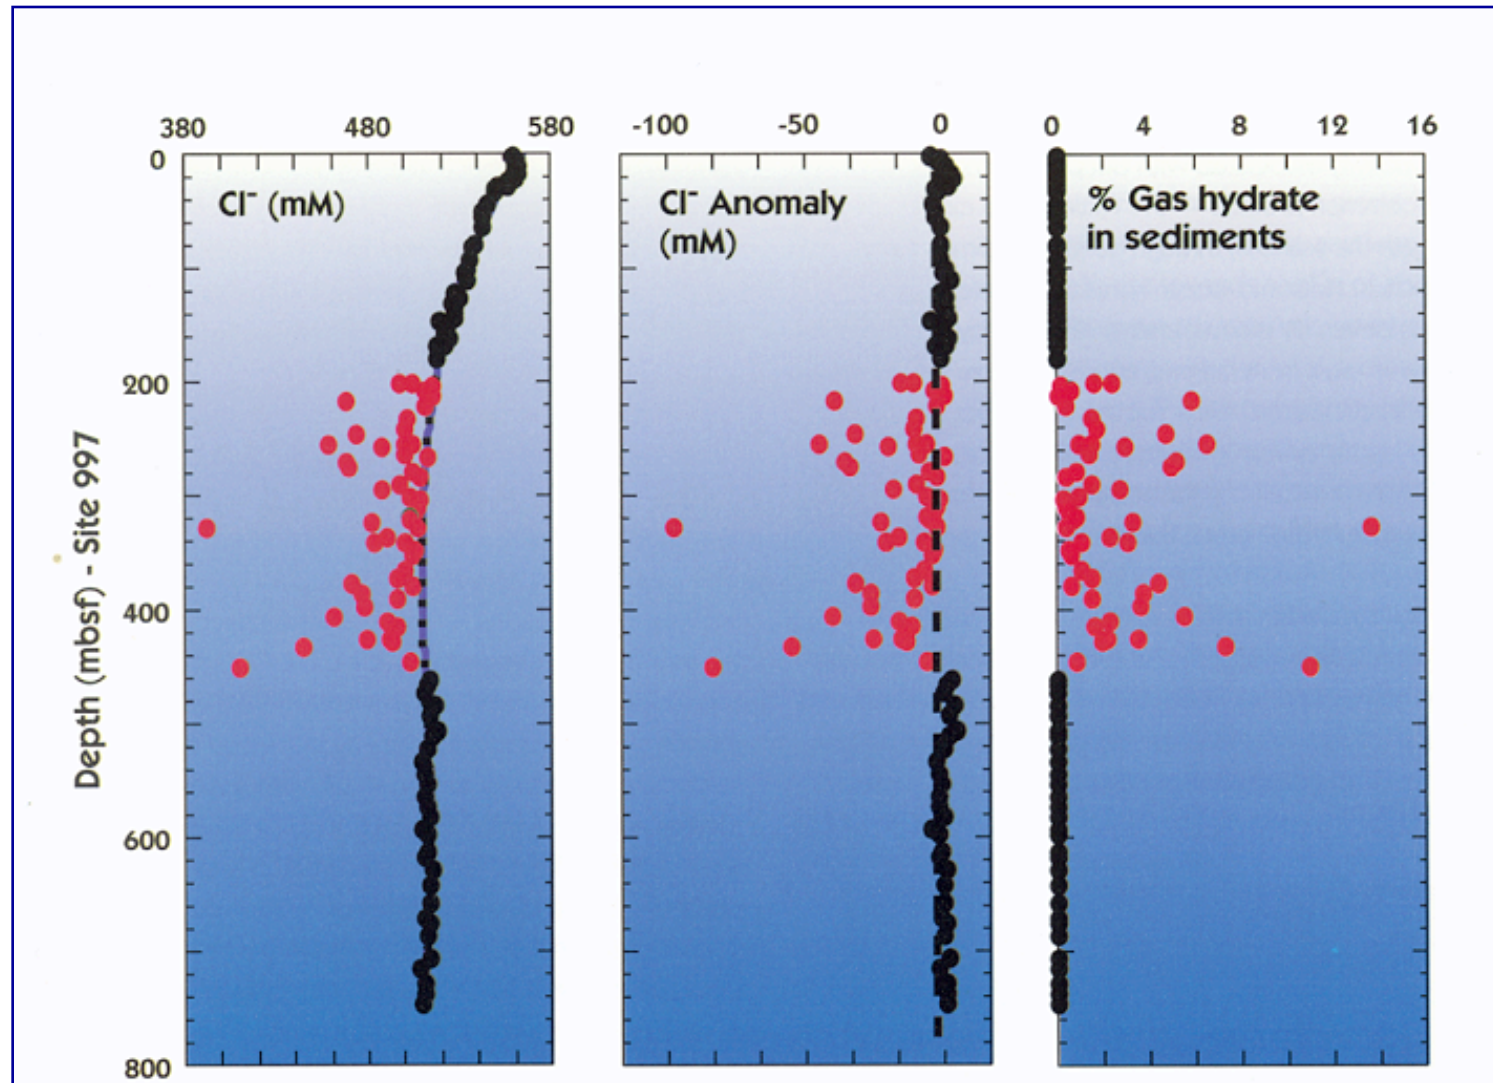 380 480 580
-100 -50 0
0 4 8 12 16
0
Cl⁻ (mM)
Cl⁻ Anomaly
(mM)
% Gas hydrate
in sediments
200
400
600
800
Depth (mbsf) - Site 997